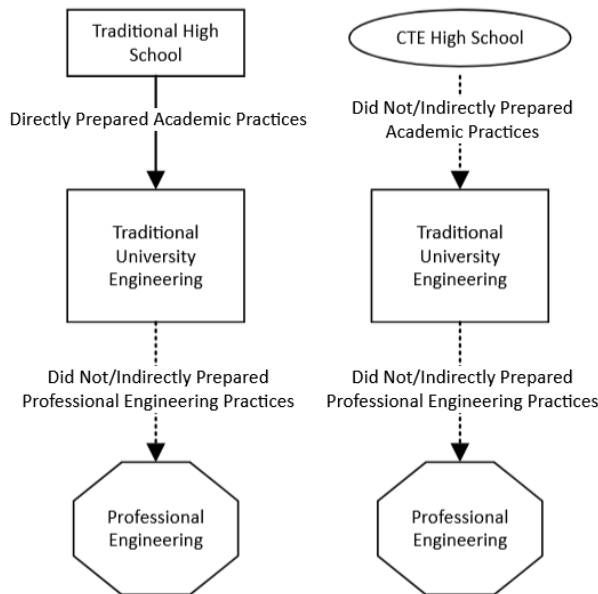 Traditional High
School
Directly Prepared Academic Practices
Traditional
University
Engineering
Did Not/Indirectly Prepared
Professional Engineering Practices
Professional
Engineering
CTE High School
Did Not/Indirectly Prepared
Academic Practices
Traditional
University
Engineering
Did Not/Indirectly Prepared
Professional Engineering Practices
Professional
Engineering